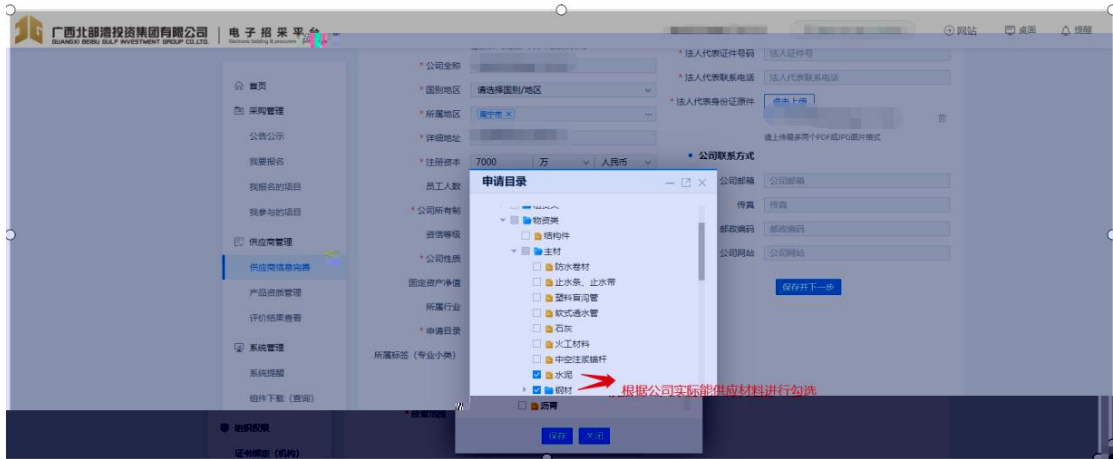 广西北部湾投资集团有限公司
GUANGXI BEIBU GULF INVESTMENT GROUP CO.,LTD.
电子招采平台
网站
桌面
提醒
首页
采购管理
公告公示
我要报名
我报名的项目
我参与的项目
供应商管理
供应商信息完善
产品资质管理
评价结果查看
系统管理
系统提醒
组件下载（查询）
组织权限
证书绑定（机构）
* 公司全称
* 国别地区 请选择国别/地区
* 所属地区 南宁市 ×
* 详细地址
* 注册资本 7000 万 人民币
员工人数
* 公司所有制
资信等级
* 公司性质
固定资产净值
所属行业
* 申请目录
所属标签（专业小类）
* 法人代表证件号码 法人证件号
* 法人代表联系电话 法人代表联系电话
* 法人代表身份证原件 点击上传
请上传最多两个PDF或JPG图片格式
• 公司联系方式
公司邮箱 公司邮箱
传真 传真
邮政编码 邮政编码
公司网站 公司网站
保存并下一步
申请目录
物资类
结构件
主材
防水卷材
止水条、止水带
塑料盲沟管
软式透水管
石灰
火工材料
中空注浆锚杆
水泥
钢材
沥青
根据公司实际能供应材料进行勾选
保存 关闭